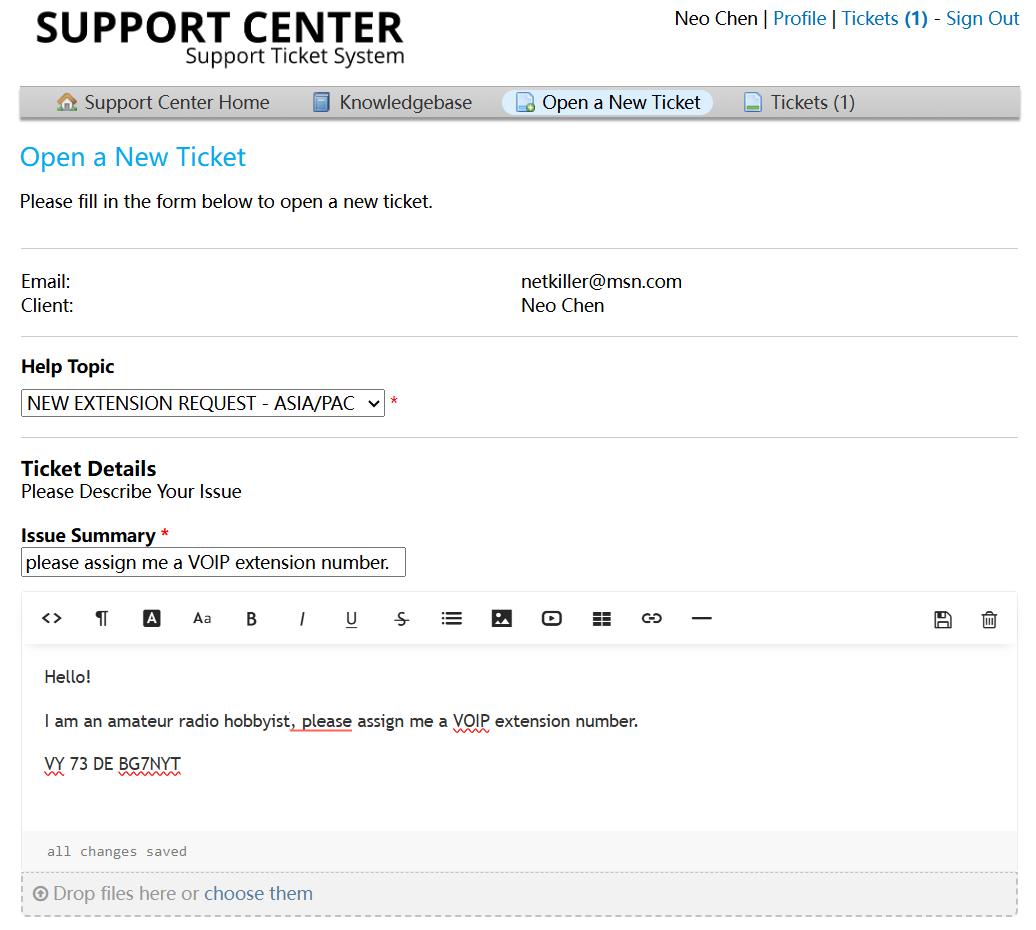 SUPPORT CENTER
Support Ticket System
Neo Chen | Profile | Tickets (1) - Sign Out
Support Center Home Knowledgebase Open a New Ticket Tickets (1)
Open a New Ticket
Please fill in the form below to open a new ticket.
Email: netkiller@msn.com
Client: Neo Chen
Help Topic
NEW EXTENSION REQUEST - ASIA/PAC *
Ticket Details
Please Describe Your Issue
Issue Summary *
please assign me a VOIP extension number.
<> ¶ A Aa B I U S
Hello!
I am an amateur radio hobbyist, please assign me a VOIP extension number.
VY 73 DE BG7NYT
all changes saved
Drop files here or choose them